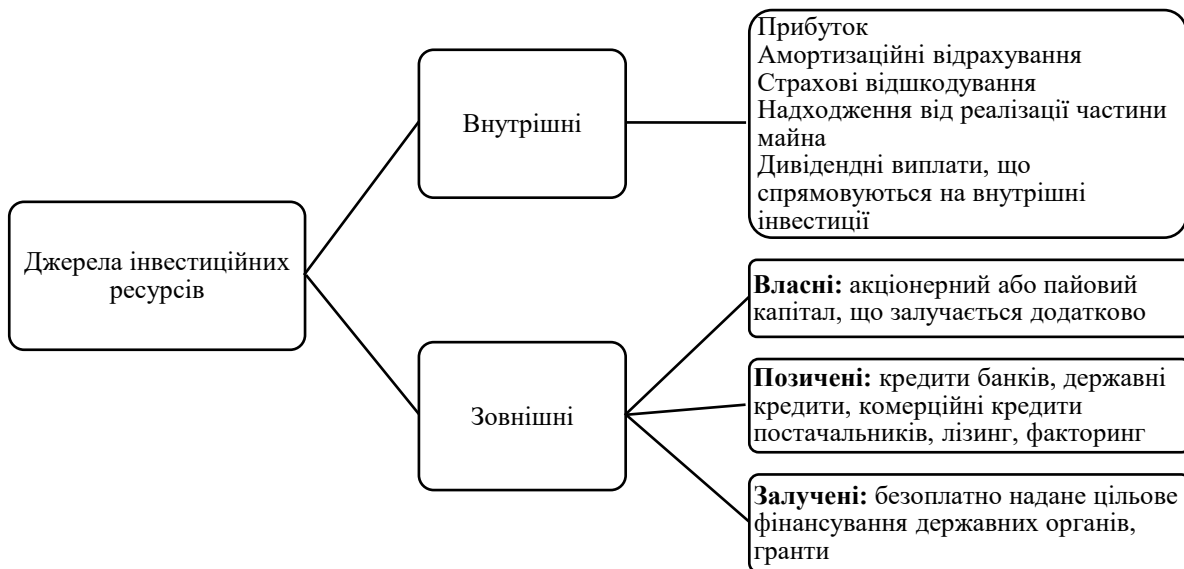 Джерела інвестиційних
ресурсів
Внутрішні
Прибуток
Амортизаційні відрахування
Страхові відшкодування
Надходження від реалізації частини
майна
Дивідендні виплати, що
спрямовуються на внутрішні
інвестиції
Зовнішні
Власні: акціонерний або пайовий
капітал, що залучається додатково
Позичені: кредити банків, державні
кредити, комерційні кредити
постачальників, лізинг, факторинг
Залучені: безоплатно надане цільове
фінансування державних органів,
гранти